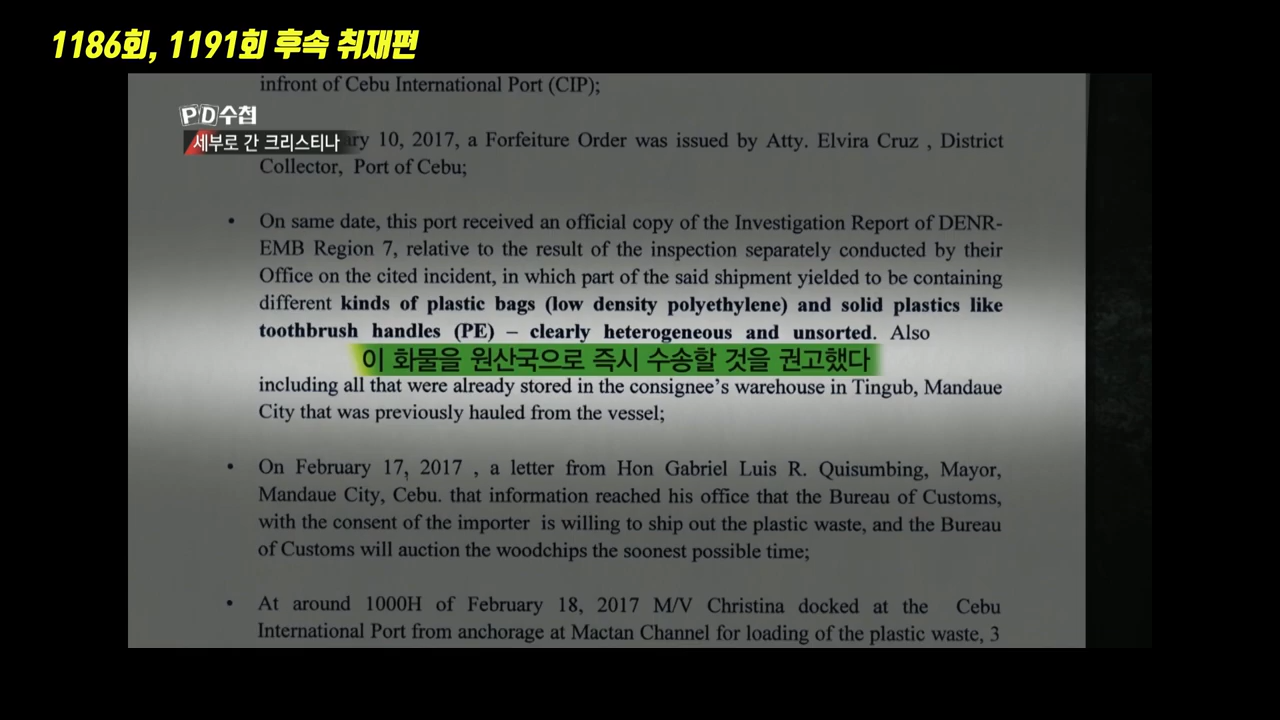 1186회, 1191회 후속 취재편
infront of Cebu International Port (CIP);
PD수첩
세부로 간 크리스티나
ry 10, 2017, a Forfeiture Order was issued by Atty. Elvira Cruz , District
Collector, Port of Cebu;
• On same date, this port received an official copy of the Investigation Report of DENR-
EMB Region 7, relative to the result of the inspection separately conducted by their
Office on the cited incident, in which part of the said shipment yielded to be containing
different kinds of plastic bags (low density polyethylene) and solid plastics like
toothbrush handles (PE) – clearly heterogeneous and unsorted. Also
이 화물을 원산국으로 즉시 수송할 것을 권고했다
including all that were already stored in the consignee’s warehouse in Tingub, Mandaue
City that was previously hauled from the vessel;
• On February 17, 2017 , a letter from Hon Gabriel Luis R. Quisumbing, Mayor,
Mandaue City, Cebu. that information reached his office that the Bureau of Customs,
with the consent of the importer is willing to ship out the plastic waste, and the Bureau
of Customs will auction the woodchips the soonest possible time;
• At around 1000H of February 18, 2017 M/V Christina docked at the Cebu
International Port from anchorage at Mactan Channel for loading of the plastic waste, 3